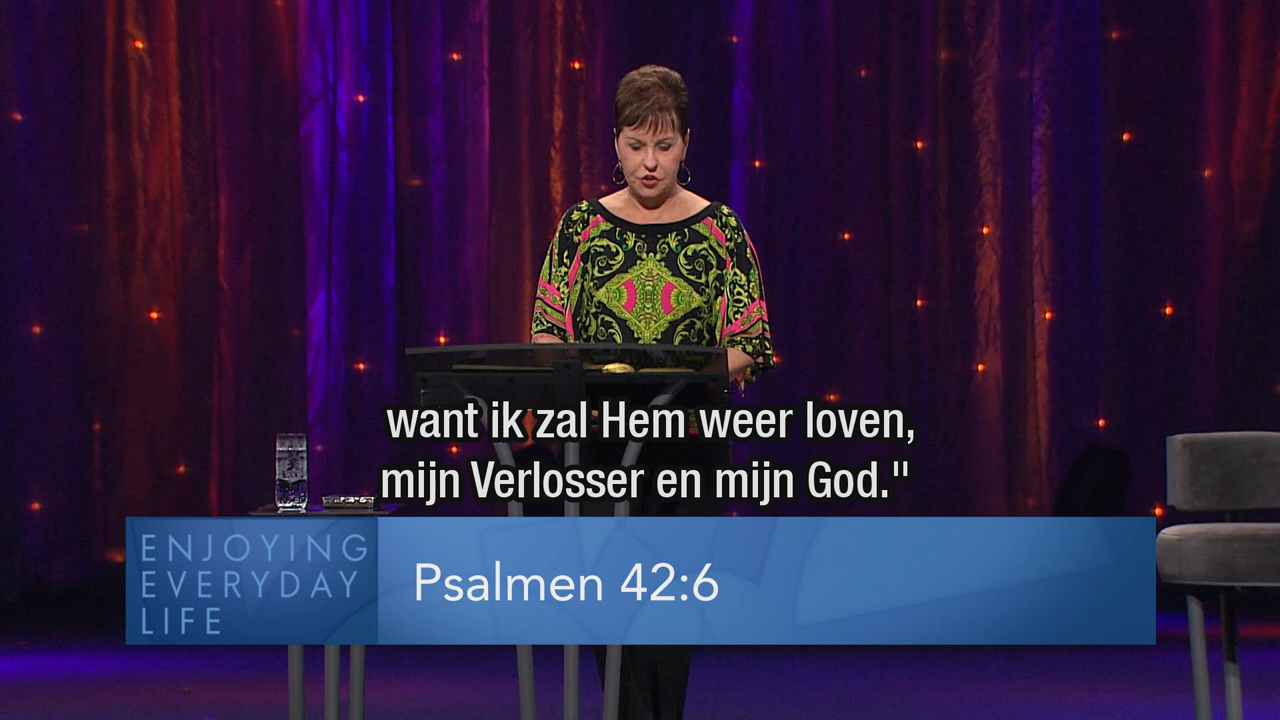 want ik zal Hem weer loven,
mijn Verlosser en mijn God."
ENJOYING
EVERYDAY
LIFE
Psalmen 42:6